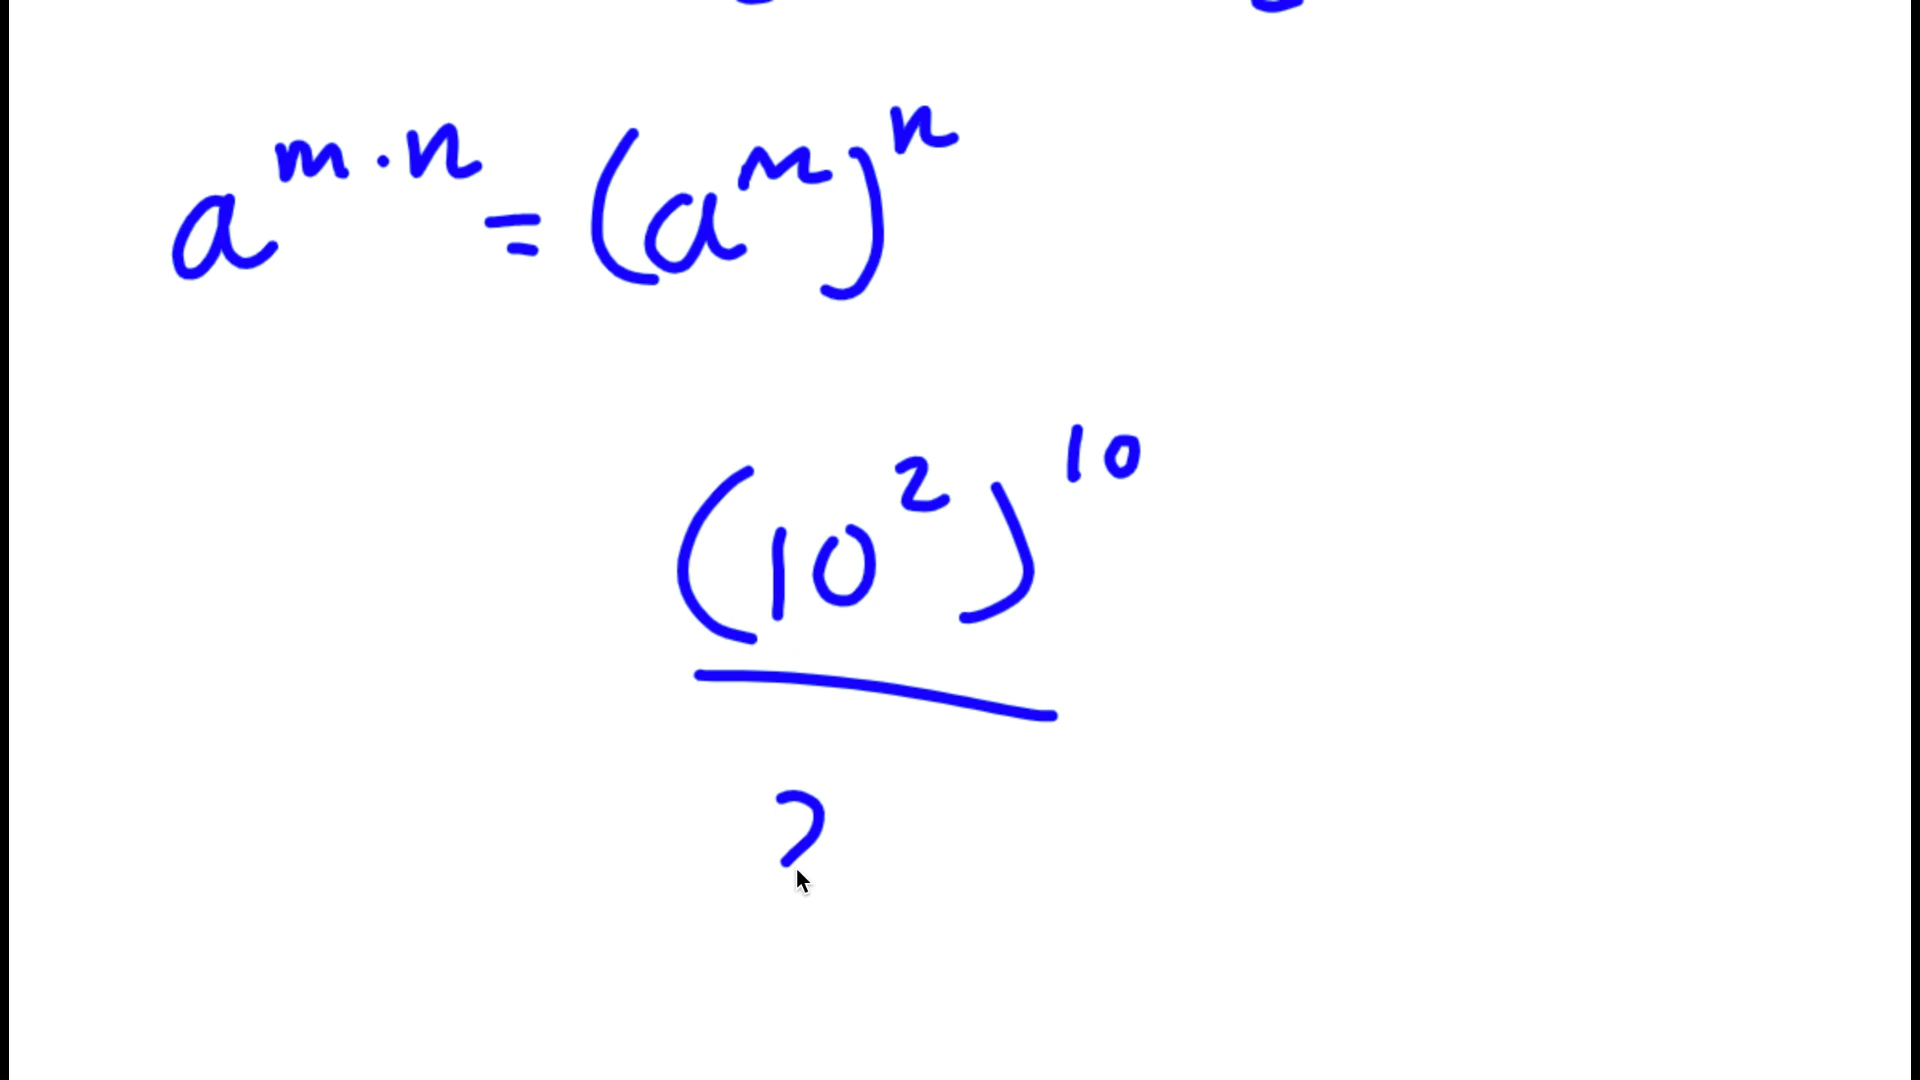 a^{m·n} = (a^m)^n
(10^2)^{10}
?